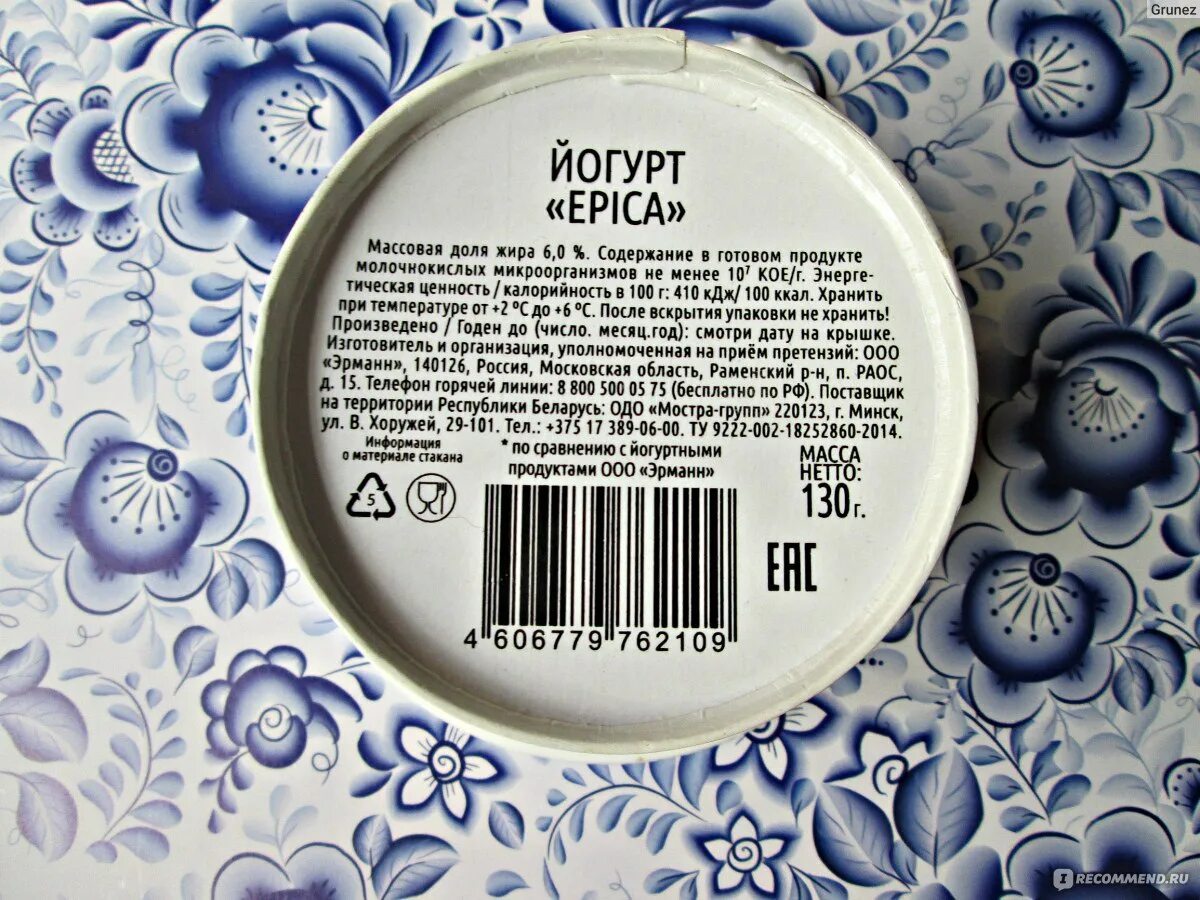 Grunez
ЙОГУРТ
«EPICA»
Массовая доля жира 6,0 %. Содержание в готовом продукте
молочнокислых микроорганизмов не менее 10⁷ КОЕ/г. Энерге-
тическая ценность / калорийность в 100 г: 410 кДж/ 100 ккал. Хранить
при температуре от +2 ºС до +6 ºС. После вскрытия упаковки не хранить!
Произведено / Годен до (число. месяц.год): смотри дату на крышке.
Изготовитель и организация, уполномоченная на приём претензий: ООО
«Эрманн», 140126, Россия, Московская область, Раменский р-н, п. РАОС,
д. 15. Телефон горячей линии: 8 800 500 05 75 (бесплатно по РФ). Поставщик
на территории Республики Беларусь: ОДО «Мостра-групп» 220123, г. Минск,
ул. В. Хоружей, 29-101. Тел.: +375 17 389-06-00. ТУ 9222-002-18252860-2014.
Информация
о материале стакана
* по сравнению с йогуртными
продуктами ООО «Эрманн»
МАССА
НЕТТО:
130 г.
5
EAC
4 606779 762109
IRECOMMEND.RU